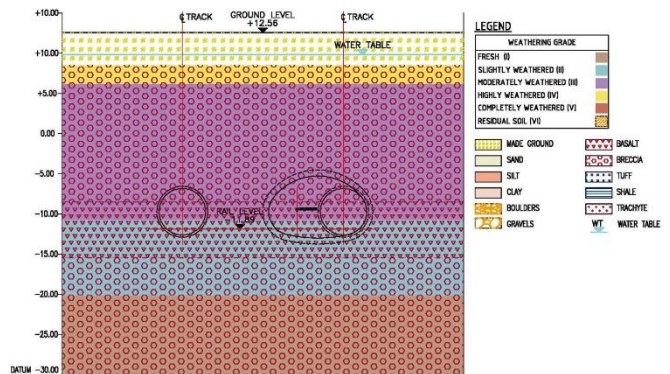 +10.00
+10.00
+5.00
0.00
-5.00
-10.00
-15.00
-20.00
-25.00
DATUM -30.00
℄ TRACK
GROUND LEVEL
+12.56
℄ TRACK
WATER TABLE
RAIL LEVEL
LEGEND
WEATHERING GRADE
FRESH (I)
SLIGHTLY WEATHERED (II)
MODERATELY WEATHERED (III)
HIGHLY WEATHERED (IV)
COMPLETELY WEATHERED (V)
RESIDUAL SOIL (VI)
MADE GROUND
SAND
SILT
CLAY
BOULDERS
GRAVELS
BASALT
BRECCIA
TUFF
SHALE
TRACHYTE
WT WATER TABLE